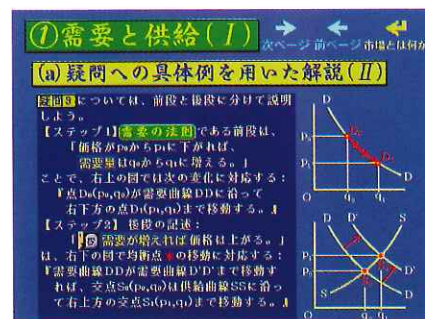 ①需要と供給(Ⅰ)
次ページ 前ページ 市場とは何か
(a)疑問への具体例を用いた解説(Ⅱ)
については、前段と後段に分けて説明
しよう。
【ステップ1】需要の法則である前段は、
「価格がp₀からp₁に下がれば、
需要量はq₀からq₁に増える。」
ことで、右上の図では次の変化に対応する：
『点D₀(p₀,q₀)が需要曲線DDに沿って
右下方の点D₁(p₁,q₁)まで移動する。』
【ステップ2】後段の記述：
「需要が増えれば価格は上がる。」
は、右下の図で均衡点の移動に対応する：
『需要曲線DDが需要曲線D'D'まで移動す
れば、交点S₀(p₀,q₀)は供給曲線SSに沿っ
て右上方の交点S₁(p₁,q₁)まで移動する。』
D
p₀
D₀
p₁
D₁
D
O
q₀
q₁
D
D'
S
p₁
S₁
p₀
S₀
D'
S
D
O
q₀
q₁